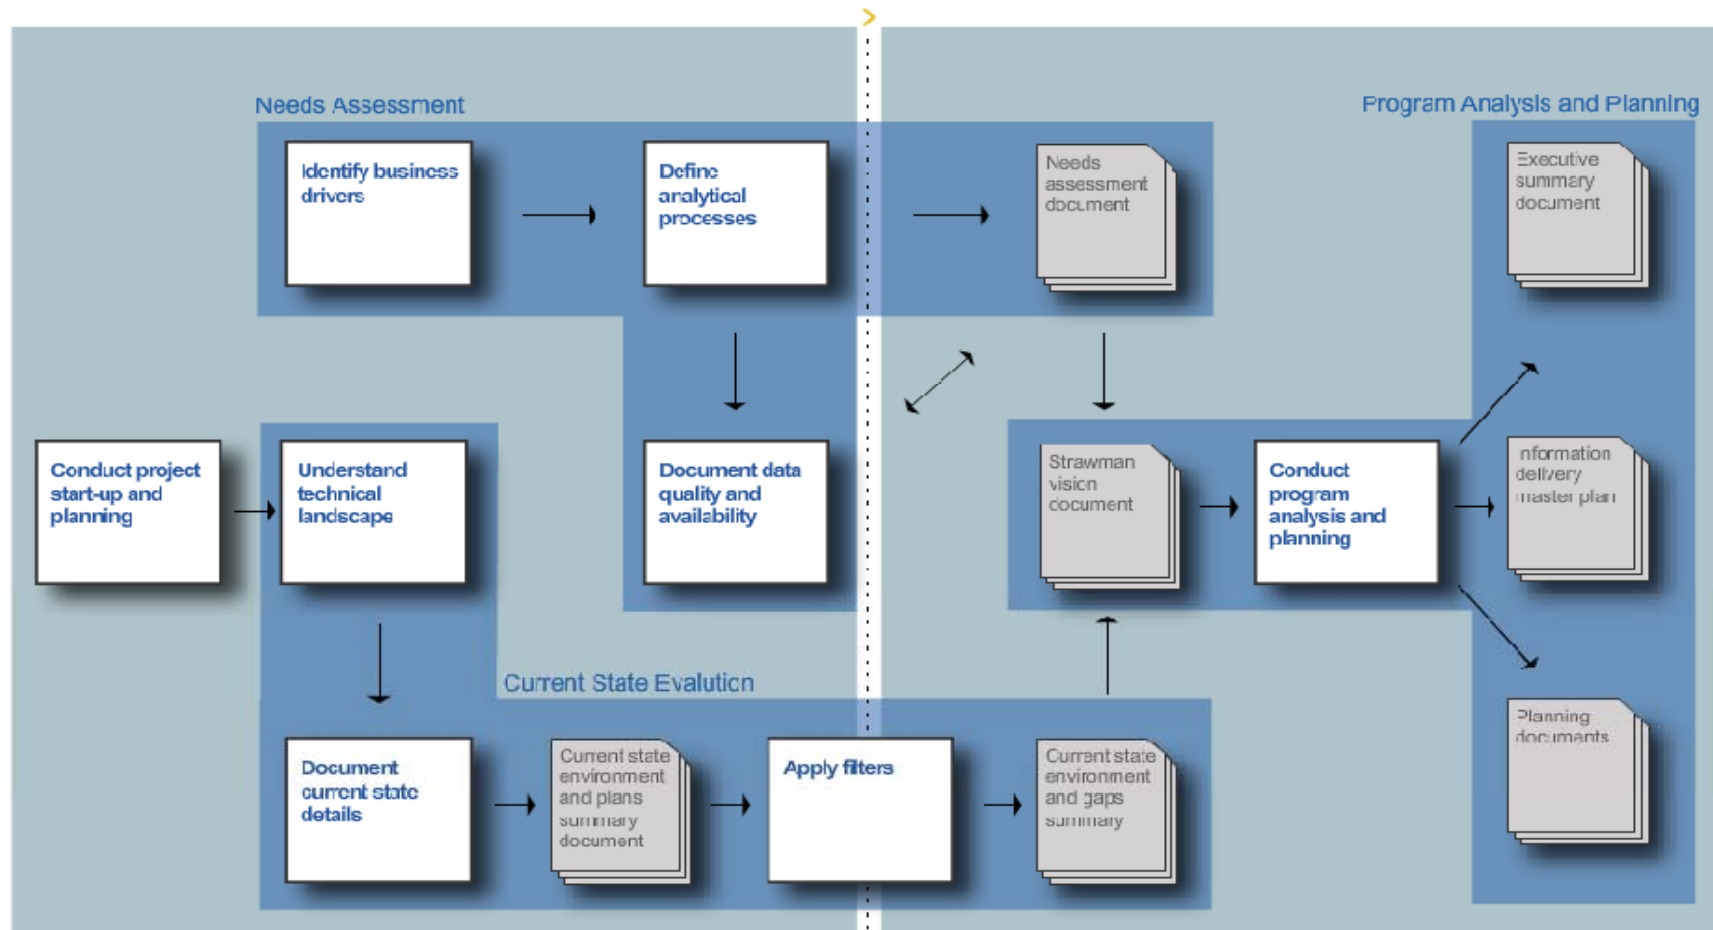 Needs Assessment
Program Analysis and Planning
Identify business
drivers
Define
analytical
processes
Needs
assessment
document
Executive
summary
document
Conduct project
start-up and
planning
Understand
technical
landscape
Document data
quality and
availability
Strawman
vision
document
Conduct
program
analysis and
planning
Information
delivery
master plan
Current State Evalution
Document
current state
details
Current state
environment
and plans
summary
document
Apply filters
Current state
environment
and gaps
summary
Planning
documents